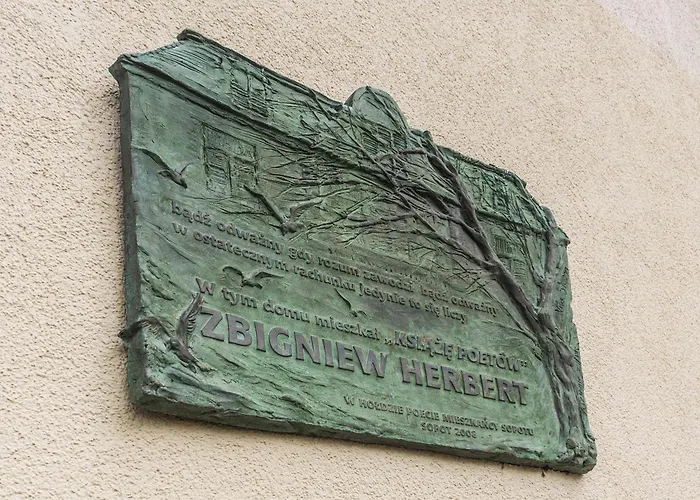 bądź odważny gdy rozum zawodzi bądź odważny
w ostatecznym rachunku jedynie to się liczy
W tym domu mieszkał „KSIĄŻĘ POETÓW”
ZBIGNIEW HERBERT
W HOŁDZIE POECIE MIESZKAŃCY SOPOTU
SOPOT 2008